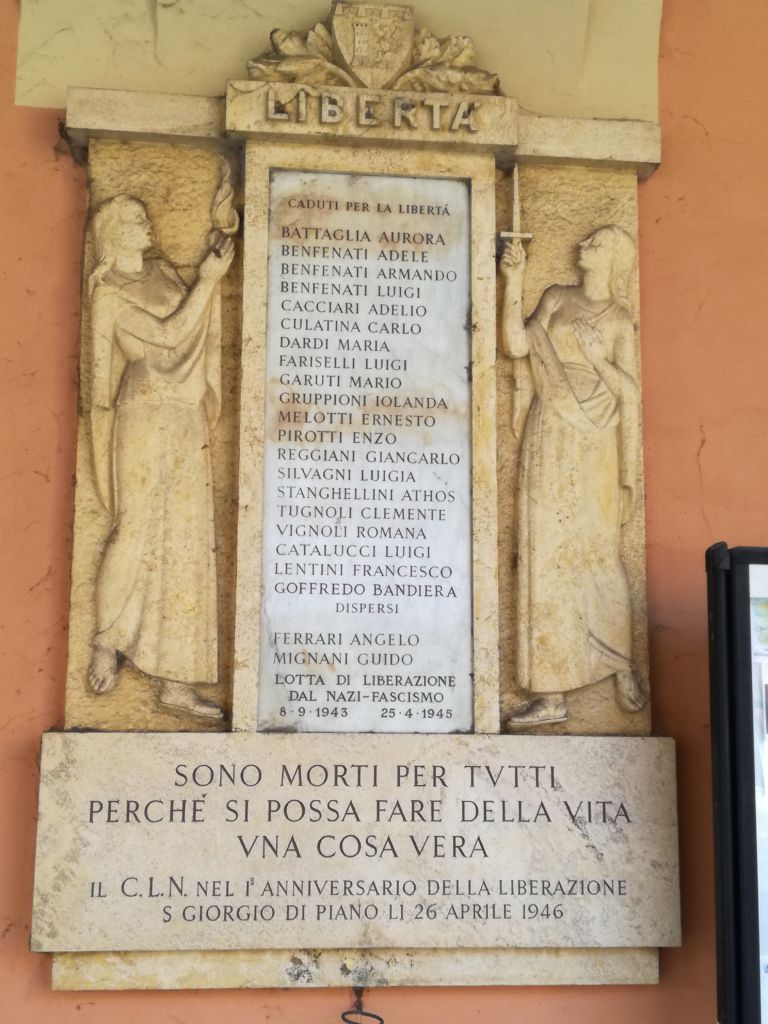 LIBERTÀ
CADUTI PER LA LIBERTÁ
BATTAGLIA AURORA
BENFENATI ADELE
BENFENATI ARMANDO
BENFENATI LUIGI
CACCIARI ADELIO
CULATINA CARLO
DARDI MARIA
FARISELLI LUIGI
GARUTI MARIO
GRUPPIONI IOLANDA
MELOTTI ERNESTO
PIROTTI ENZO
REGGIANI GIANCARLO
SILVAGNI LUIGIA
STANGHELLINI ATHOS
TUGNOLI CLEMENTE
VIGNOLI ROMANA
CATALUCCI LUIGI
LENTINI FRANCESCO
GOFFREDO BANDIERA
DISPERSI
FERRARI ANGELO
MIGNANI GUIDO
LOTTA DI LIBERAZIONE
DAL NAZI-FASCISMO
8·9·1943 25·4·1945
SONO MORTI PER TVTTI
PERCHÉ SI POSSA FARE DELLA VITA
VNA COSA VERA
IL C.L.N. NEL 1º ANNIVERSARIO DELLA LIBERAZIONE
S GIORGIO DI PIANO LÌ 26 APRILE 1946